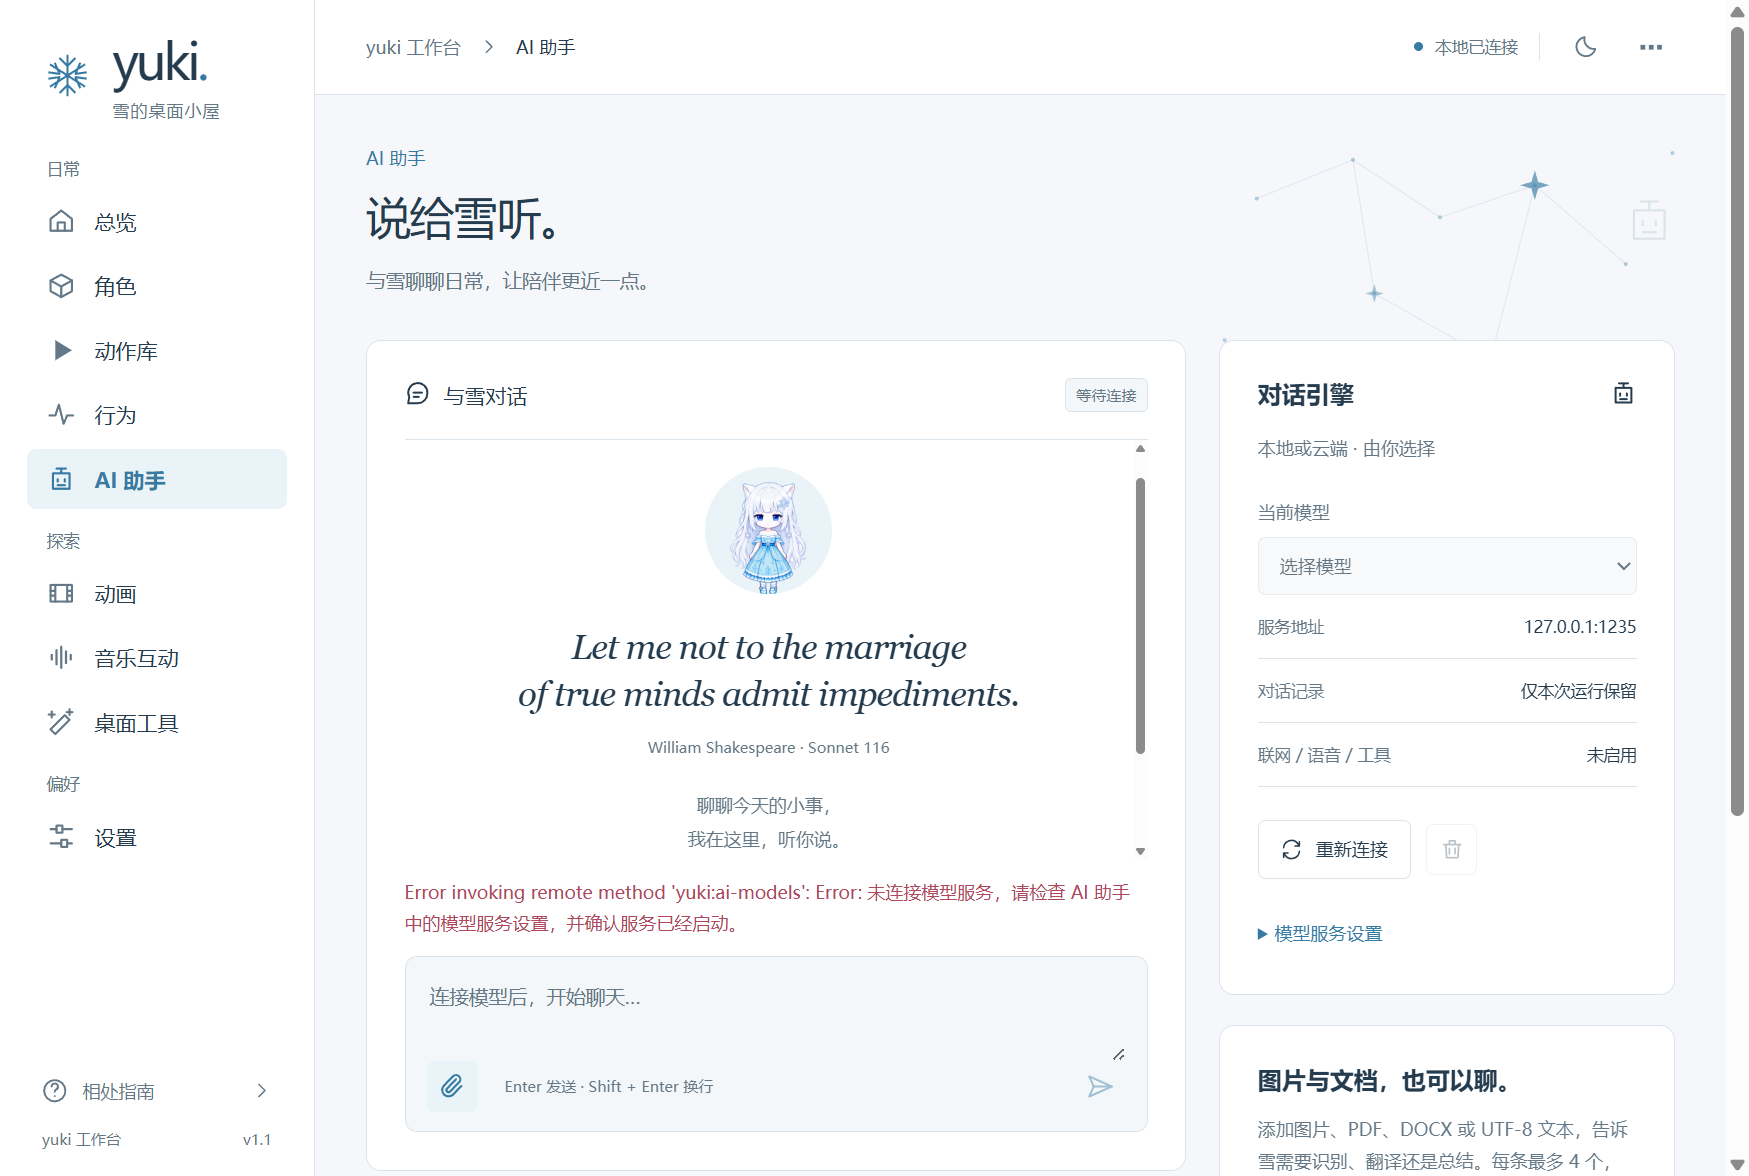 yuki.
雪的桌面小屋
日常
总览
角色
动作库
行为
AI 助手
探索
动画
音乐互动
桌面工具
偏好
设置
相处指南
yuki 工作台
v1.1
yuki 工作台
AI 助手
本地已连接
AI 助手
说给雪听。
与雪聊聊日常，让陪伴更近一点。
与雪对话
等待连接
Let me not to the marriage
of true minds admit impediments.
William Shakespeare · Sonnet 116
聊聊今天的小事，
我在这里，听你说。
Error invoking remote method 'yuki:ai-models': Error: 未连接模型服务，请检查 AI 助手
中的模型服务设置，并确认服务已经启动。
连接模型后，开始聊天...
Enter 发送 · Shift + Enter 换行
对话引擎
本地或云端 · 由你选择
当前模型
选择模型
服务地址 127.0.0.1:1235
对话记录 仅本次运行保留
联网 / 语音 / 工具 未启用
重新连接
模型服务设置
图片与文档，也可以聊。
添加图片、PDF、DOCX 或 UTF-8 文本，告诉
雪需要识别、翻译还是总结。每条最多 4 个，